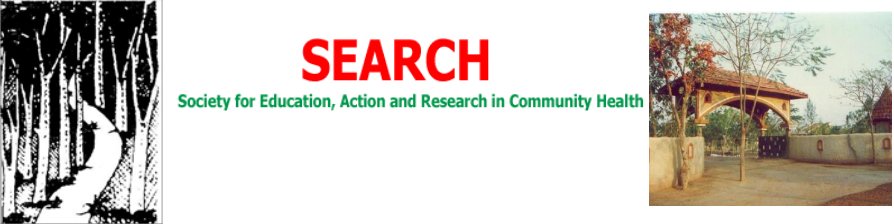 SEARCH
Society for Education, Action and Research in Community Health